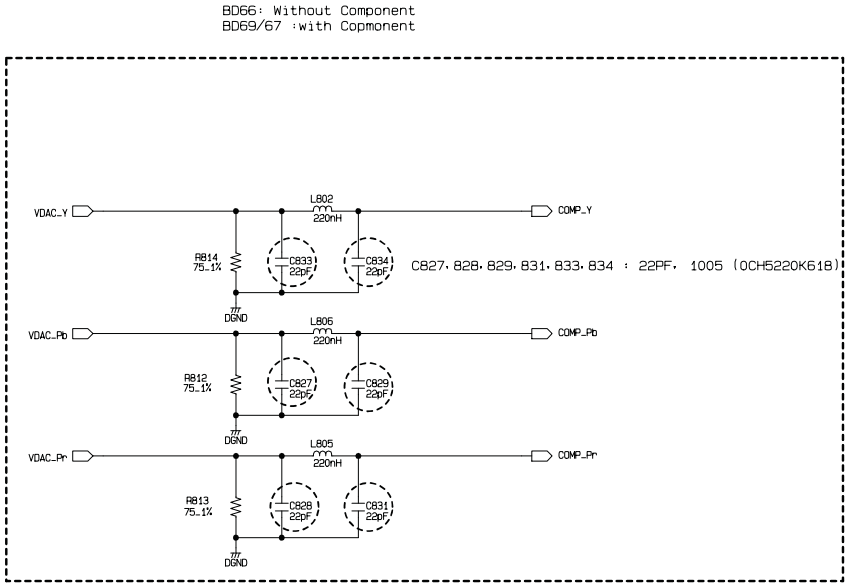 BD66: Without Component
BD69/67 :with Copmonent
L802
VDAC_Y
COMP_Y
220nH
R814
75_1%
C833
22pF
C834
22pF
C827, 828, 829, 831, 833, 834 : 22PF, 1005 (0CH5220K618)
DGND
L806
VDAC_Pb
COMP_Pb
220nH
R812
75_1%
C827
22pF
C829
22pF
DGND
L805
VDAC_Pr
COMP_Pr
220nH
R813
75_1%
C828
22pF
C831
22pF
DGND